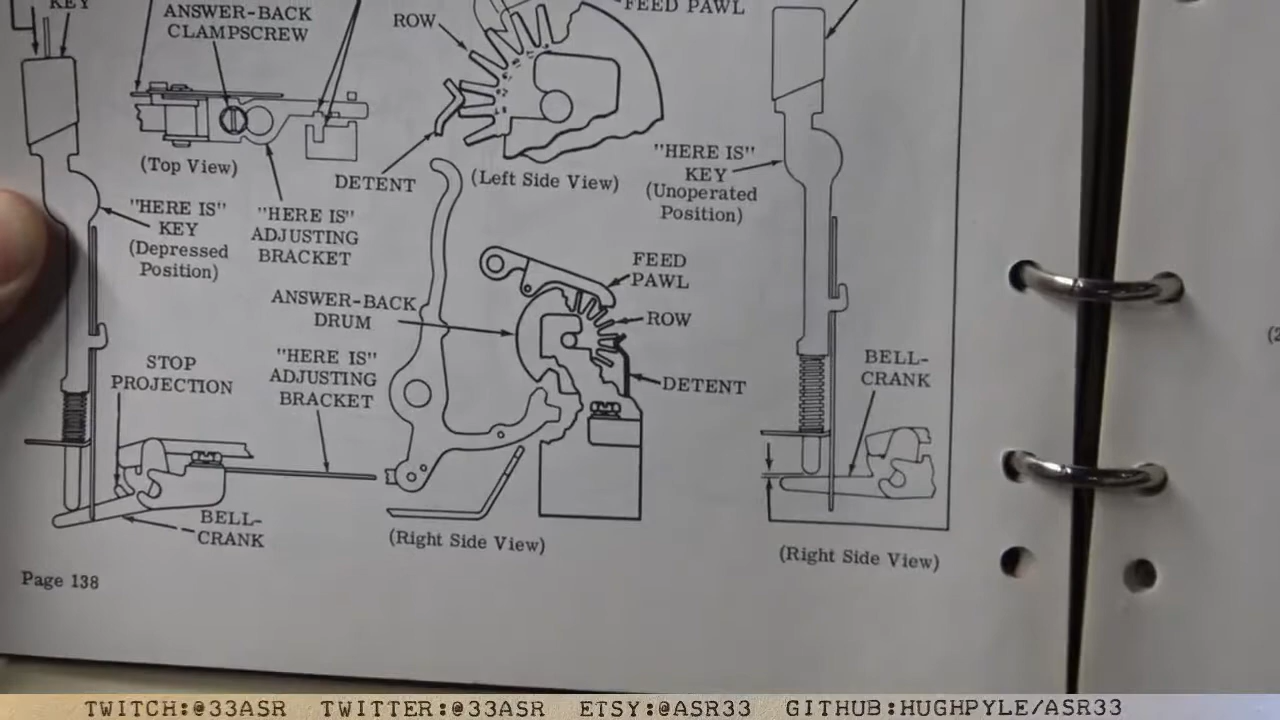 KEY
ANSWER-BACK
CLAMPSCREW
ROW
FEED PAWL
(Top View)
DETENT
(Left Side View)
"HERE IS"
KEY
(Unoperated
Position)
"HERE IS"
KEY
(Depressed
Position)
"HERE IS"
ADJUSTING
BRACKET
FEED
PAWL
ANSWER-BACK
DRUM
ROW
STOP
PROJECTION
"HERE IS"
ADJUSTING
BRACKET
DETENT
BELL-
CRANK
BELL-
CRANK
(Right Side View)
(Right Side View)
Page 138
(2
TWITCH:@33ASR TWITTER:@33ASR ETSY:@ASR33 GITHUB:HUGHPYLE/ASR33